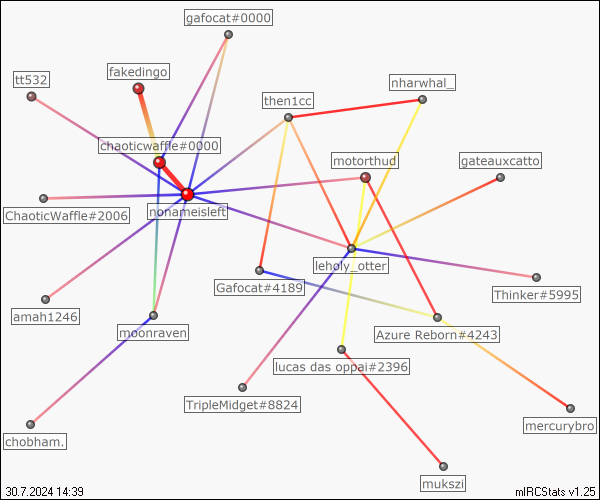 gafocat#0000
fakedingo
tt532
nharwhal_
then1cc
chaoticwaffle#0000
motorthud
gateauxcatto
ChaoticWaffle#2006
nonameisleft
leholy_otter
Gafocat#4189
Thinker#5995
amah1246
moonraven
Azure Reborn#4243
lucas das oppai#2396
TripleMidget#8824
mercurybro
chobham.
mukszi
30.7.2024 14:39
mIRCStats v1.25